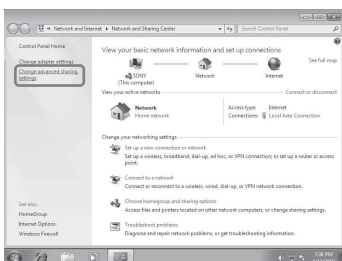 « Network and Internet ▸ Network and Sharing Center
Search Control Panel
Control Panel Home
Change adapter settings
Change advanced sharing
settings
View your basic network information and set up connections
See full map
SONY
(This computer)
Network
Internet
View your active networks
Connect or disconnect
Network
Home network
Access type: Internet
Connections: Local Area Connection
Change your networking settings
Set up a new connection or network
Set up a wireless, broadband, dial-up, ad hoc, or VPN connection; or set up a router or access
point.
Connect to a network
Connect or reconnect to a wireless, wired, dial-up, or VPN network connection.
Choose homegroup and sharing options
Access files and printers located on other network computers, or change sharing settings.
Troubleshoot problems
Diagnose and repair network problems, or get troubleshooting information.
See also
HomeGroup
Internet Options
Windows Firewall
7:36 PM